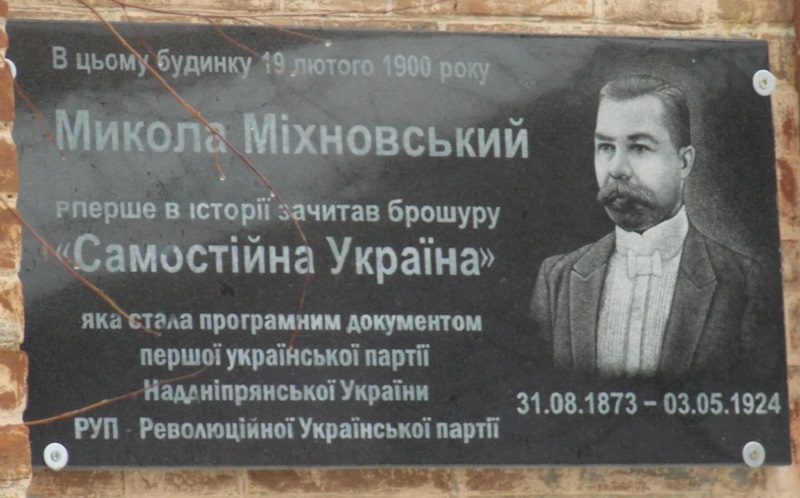 В цьому будинку 19 лютого 1900 року
Микола Міхновський
вперше в історії зачитав брошуру
«Самостійна Україна»
яка стала програмним документом
першої української партії
Наддніпрянської України
РУП - Революційної Української партії
31.08.1873 – 03.05.1924